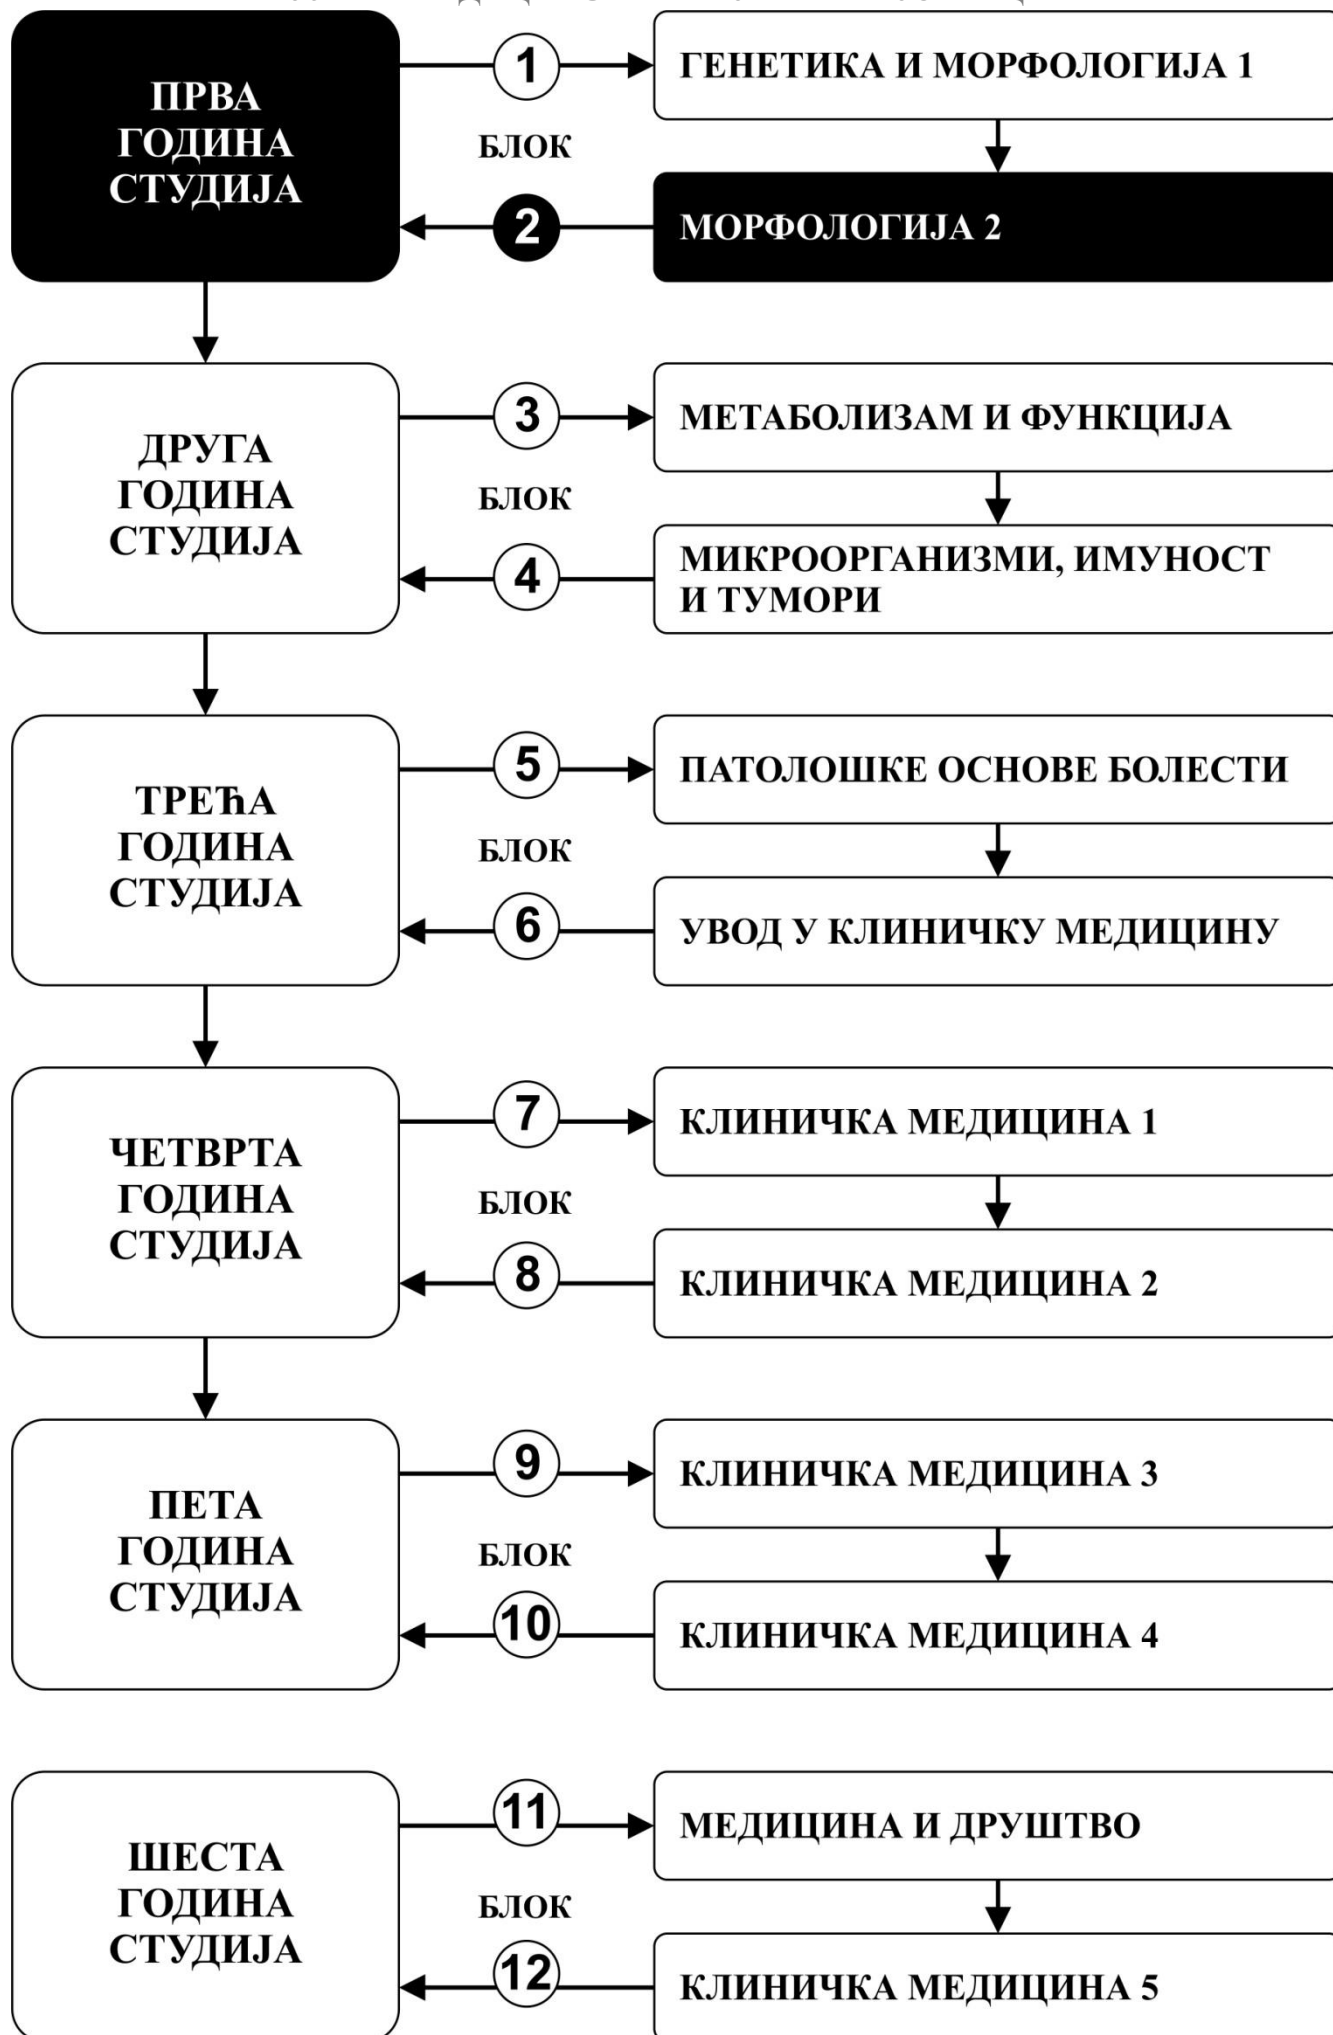 ПРВА
ГОДИНА
СТУДИЈА
1
ГЕНЕТИКА И МОРФОЛОГИЈА 1
БЛОК
2
МОРФОЛОГИЈА 2
ДРУГА
ГОДИНА
СТУДИЈА
3
МЕТАБОЛИЗАМ И ФУНКЦИЈА
БЛОК
4
МИКРООРГАНИЗМИ, ИМУНОСТ
И ТУМОРИ
ТРЕЋА
ГОДИНА
СТУДИЈА
5
ПАТОЛОШКЕ ОСНОВЕ БОЛЕСТИ
БЛОК
6
УВОД У КЛИНИЧКУ МЕДИЦИНУ
ЧЕТВРТА
ГОДИНА
СТУДИЈА
7
КЛИНИЧКА МЕДИЦИНА 1
БЛОК
8
КЛИНИЧКА МЕДИЦИНА 2
ПЕТА
ГОДИНА
СТУДИЈА
9
КЛИНИЧКА МЕДИЦИНА 3
БЛОК
10
КЛИНИЧКА МЕДИЦИНА 4
ШЕСТА
ГОДИНА
СТУДИЈА
11
МЕДИЦИНА И ДРУШТВО
БЛОК
12
КЛИНИЧКА МЕДИЦИНА 5